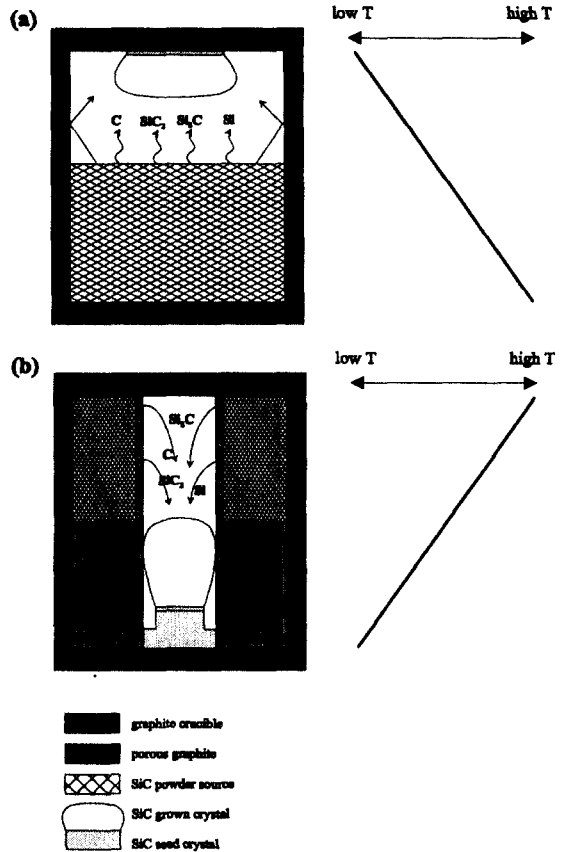 (a)
low T high T
C SiC₂ Si₂C Si
(b)
low T high T
Si₂C
C
SiC₂
Si
graphite crucible
porous graphite
SiC powder source
SiC grown crystal
SiC seed crystal